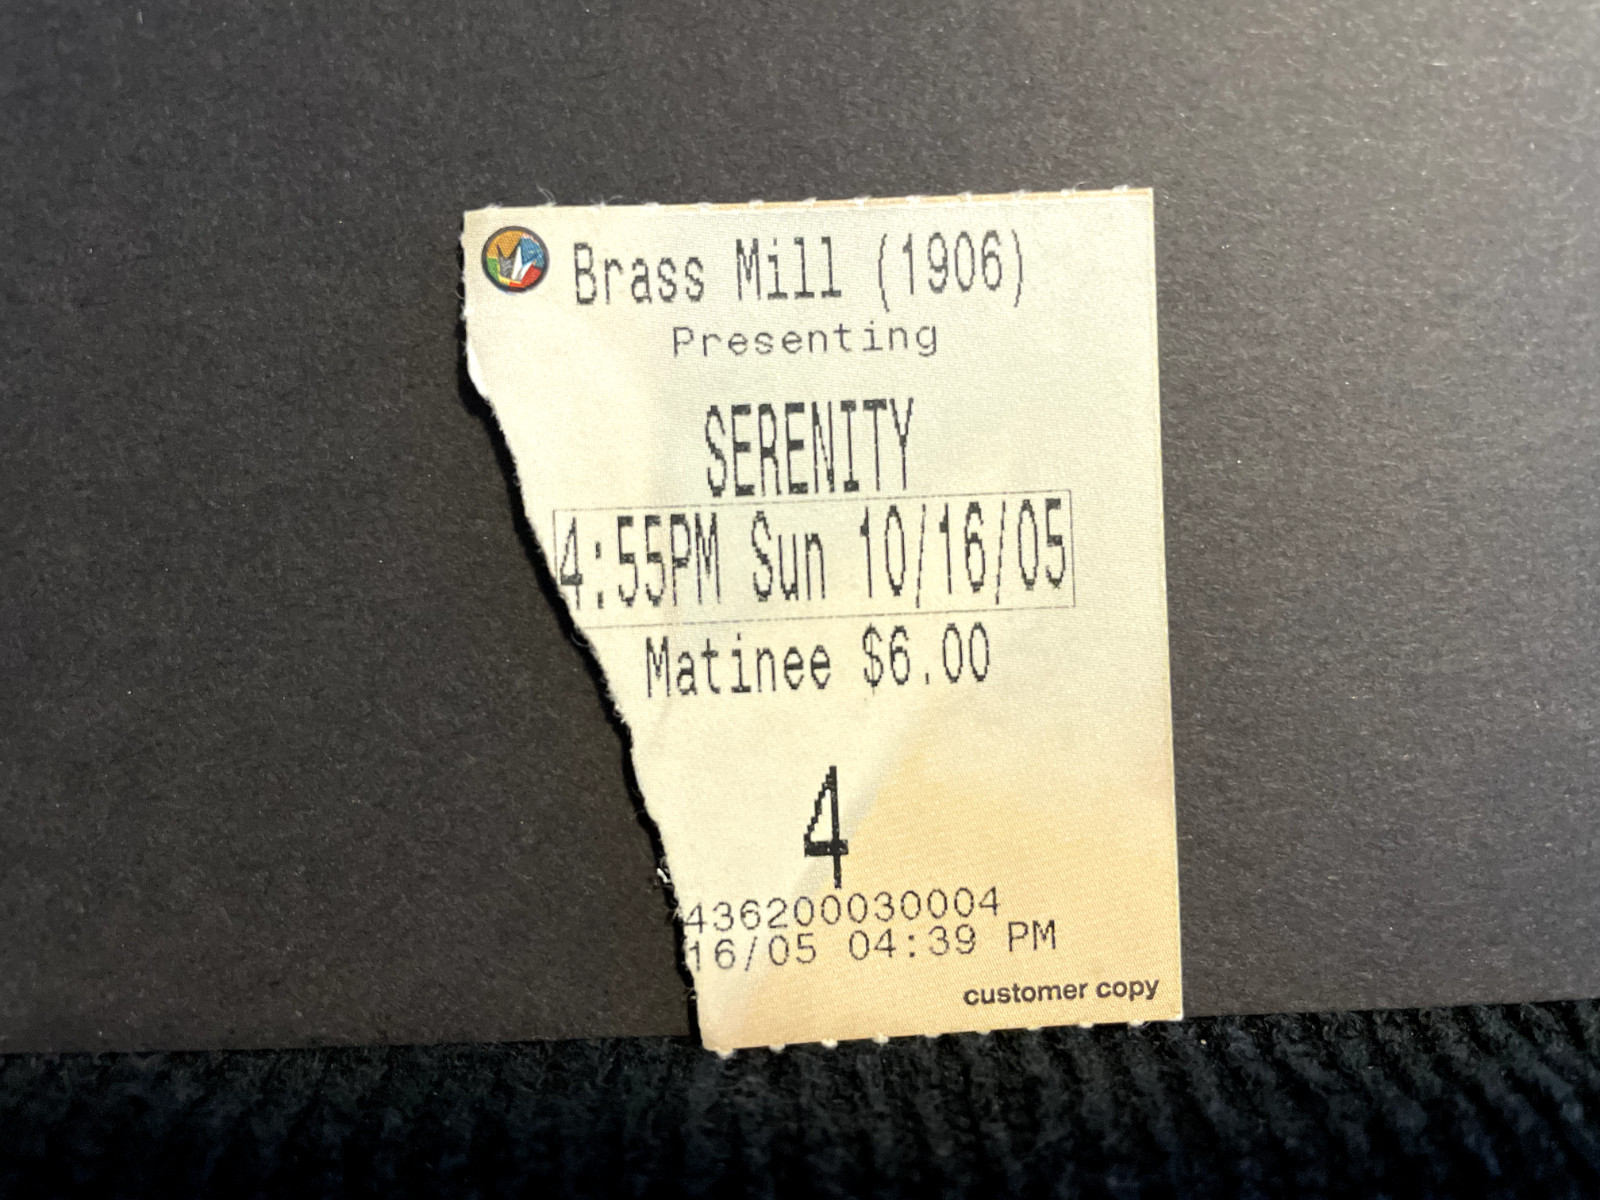 Brass Mill (1906)
Presenting
SERENITY
4:55PM Sun 10/16/05
Matinee $6.00
4
436200030004
16/05 04:39 PM
customer copy